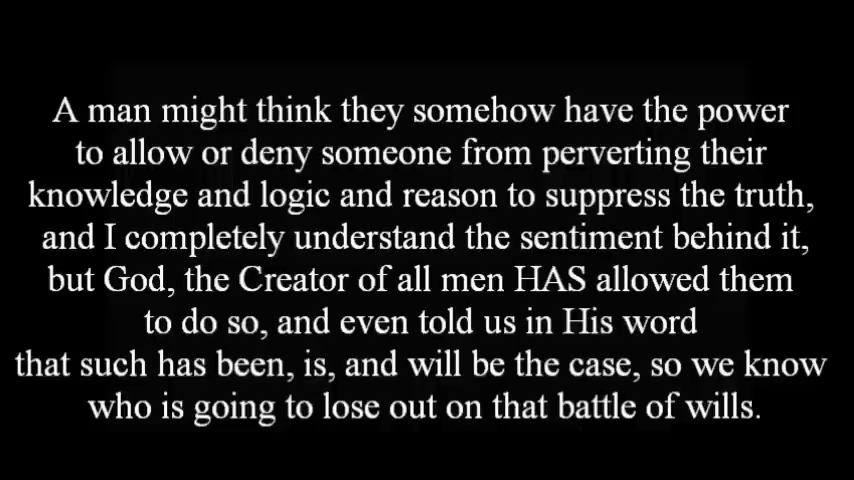 A man might think they somehow have the power
to allow or deny someone from perverting their
knowledge and logic and reason to suppress the truth,
and I completely understand the sentiment behind it,
but God, the Creator of all men HAS allowed them
to do so, and even told us in His word
that such has been, is, and will be the case, so we know
who is going to lose out on that battle of wills.